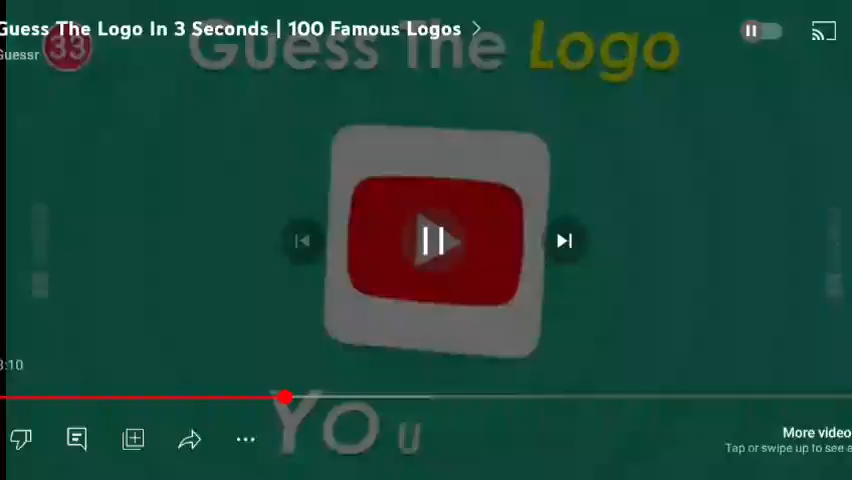 Guess The Logo In 3 Seconds | 100 Famous Logos
Guessr
33
Guess The Logo
3:10
YOU
More video
Tap or swipe up to see a